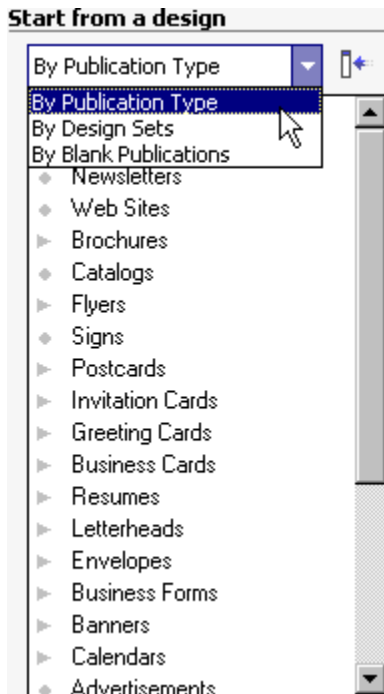 Start from a design
By Publication Type
By Publication Type
By Design Sets
By Blank Publications
Newsletters
Web Sites
Brochures
Catalogs
Flyers
Signs
Postcards
Invitation Cards
Greeting Cards
Business Cards
Resumes
Letterheads
Envelopes
Business Forms
Banners
Calendars
Advertisements